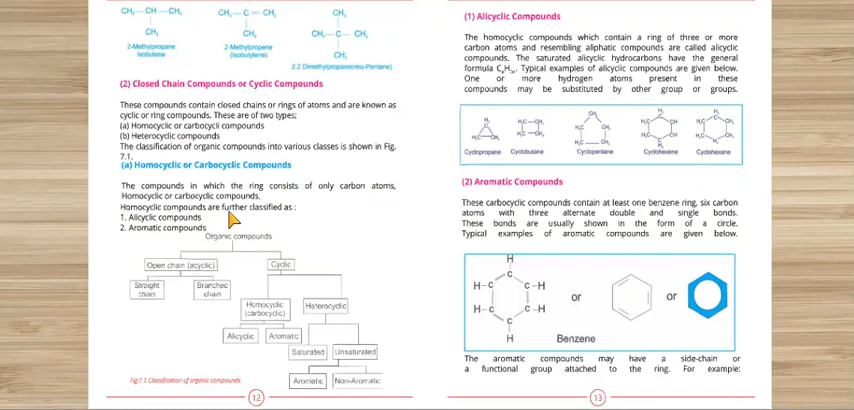 CH₃—CH—CH₃
CH₃
2-Methylpropane
Isobutene
CH₃—C=CH₂
CH₃
2-Methylpropene
(Isobutylene)
CH₃
CH₃—C—CH₃
CH₃
2.2 Dimethylpropane(neo-Pentane)
(2) Closed Chain Compounds or Cyclic Compounds
These compounds contain closed chains or rings of atoms and are known as
cyclic or ring compounds. These are of two types;
(a) Homocyclic or carbocycli compounds
(b) Heterocyclic compounds
The classification of organic compounds into various classes is shown in Fig.
7.1.
(a) Homocyclic or Carbocyclic Compounds
The compounds in which the ring consists of only carbon atoms,
Homocyclic or carbocyclic compounds.
Homocyclic compounds are further classified as :
1. Alicyclic compounds
2. Aromatic compounds
Organic compounds
Open chain (acyclic)
Cyclic
Straight chain
Branched chain
Homocyclic (carbocyclic)
Heterocyclic
Alicyclic
Aromatic
Saturated
Unsaturated
Aromatic
Non-Aromatic
Fig:7.1 Classification of organic compounds
12
(1) Alicyclic Compounds
The homocyclic compounds which contain a ring of three or more
carbon atoms and resembling aliphatic compounds are called alicyclic
compounds. The saturated alicyclic hydrocarbons have the general
formula CₙH₂ₙ. Typical examples of alicyclic compounds are given below.
One or more hydrogen atoms present in these
compounds may be substituted by other group or groups.
Cyclopropane
Cyclobutane
Cyclopentane
Cyclohexene
Cyclohexane
(2) Aromatic Compounds
These carbocyclic compounds contain at least one benzene ring, six carbon
atoms with three alternate double and single bonds.
These bonds are usually shown in the form of a circle.
Typical examples of aromatic compounds are given below.
H
C
H-C C-H
or
or
H-C C-H
C
H
Benzene
The aromatic compounds may have a side-chain or
a functional group attached to the ring. For example:
13